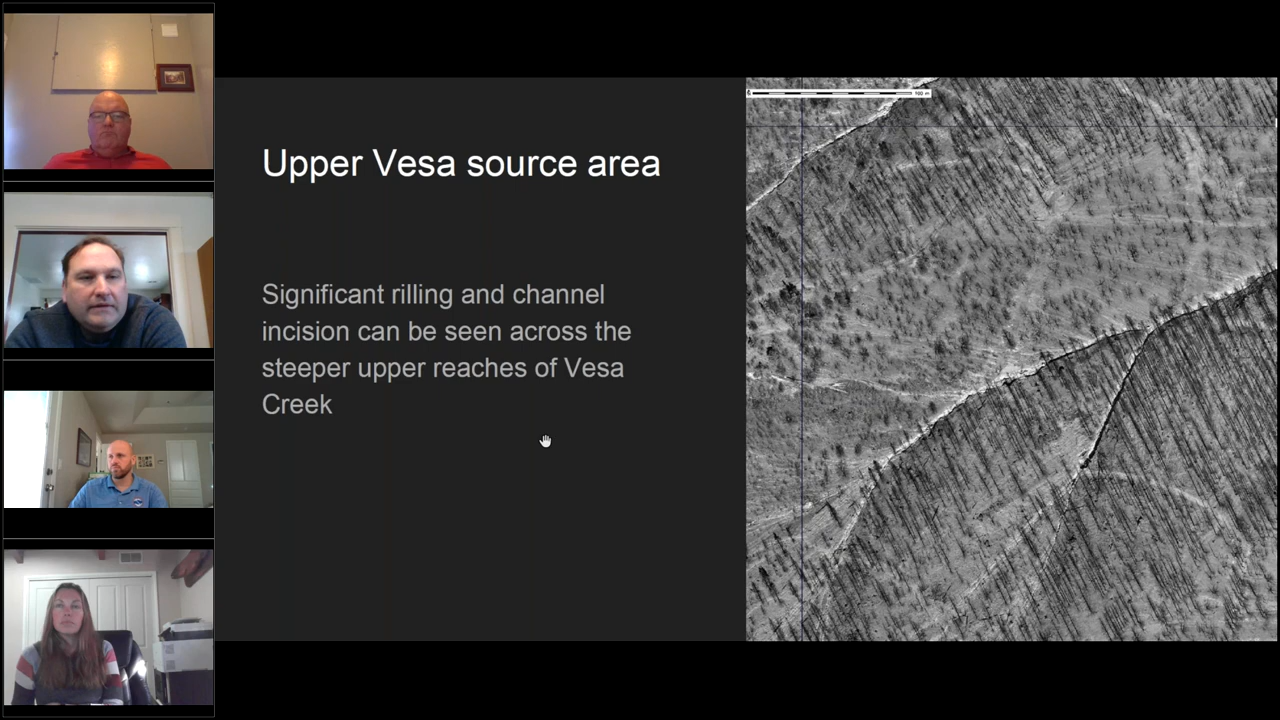 Upper Vesa source area
Significant rilling and channel
incision can be seen across the
steeper upper reaches of Vesa
Creek